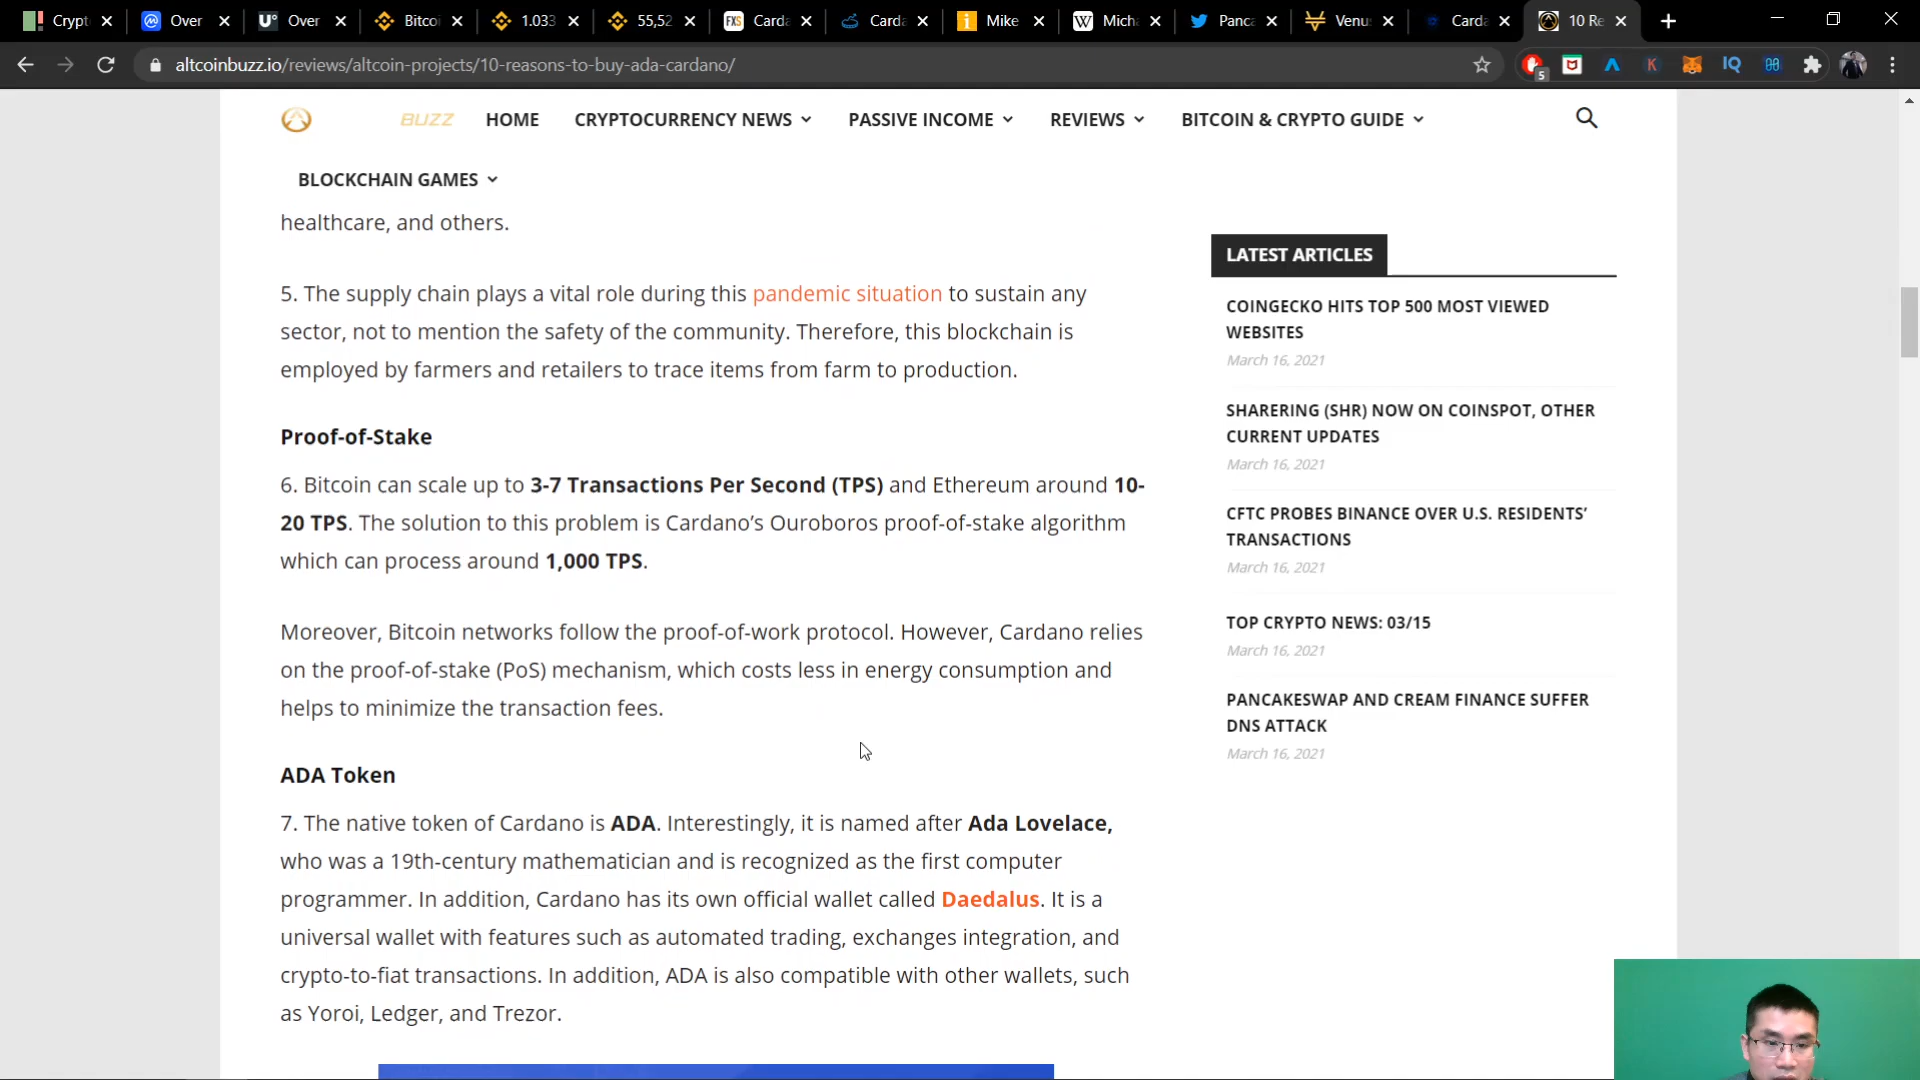 Crypt
Over
Over
Bitcoi
1.033
55,52
Carda
Carda
Mike
Mich
Panca
Venus
Carda
10 Re
altcoinbuzz.io/reviews/altcoin-projects/10-reasons-to-buy-ada-cardano/
5
BUZZ
HOME
CRYPTOCURRENCY NEWS
PASSIVE INCOME
REVIEWS
BITCOIN & CRYPTO GUIDE
BLOCKCHAIN GAMES
healthcare, and others.
5. The supply chain plays a vital role during this pandemic situation to sustain any
sector, not to mention the safety of the community. Therefore, this blockchain is
employed by farmers and retailers to trace items from farm to production.
Proof-of-Stake
6. Bitcoin can scale up to 3-7 Transactions Per Second (TPS) and Ethereum around 10-
20 TPS. The solution to this problem is Cardano’s Ouroboros proof-of-stake algorithm
which can process around 1,000 TPS.
Moreover, Bitcoin networks follow the proof-of-work protocol. However, Cardano relies
on the proof-of-stake (PoS) mechanism, which costs less in energy consumption and
helps to minimize the transaction fees.
ADA Token
7. The native token of Cardano is ADA. Interestingly, it is named after Ada Lovelace,
who was a 19th-century mathematician and is recognized as the first computer
programmer. In addition, Cardano has its own official wallet called Daedalus. It is a
universal wallet with features such as automated trading, exchanges integration, and
crypto-to-fiat transactions. In addition, ADA is also compatible with other wallets, such
as Yoroi, Ledger, and Trezor.
LATEST ARTICLES
COINGECKO HITS TOP 500 MOST VIEWED
WEBSITES
March 16, 2021
SHARERING (SHR) NOW ON COINSPOT, OTHER
CURRENT UPDATES
March 16, 2021
CFTC PROBES BINANCE OVER U.S. RESIDENTS’
TRANSACTIONS
March 16, 2021
TOP CRYPTO NEWS: 03/15
March 16, 2021
PANCAKESWAP AND CREAM FINANCE SUFFER
DNS ATTACK
March 16, 2021